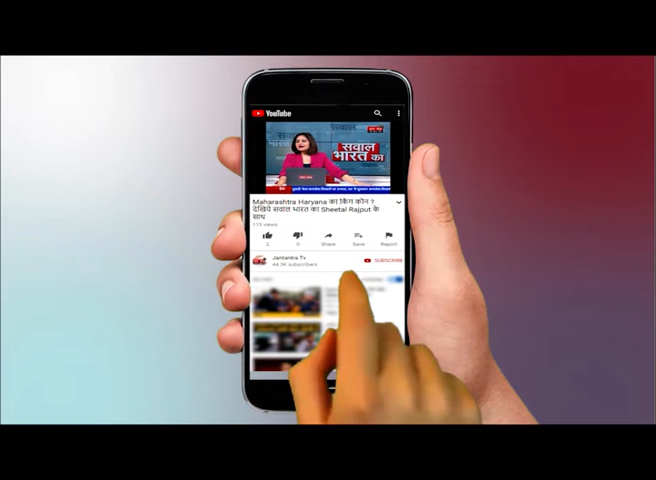 YouTube
सवाल
सवाल
भारत का
Maharashtra Haryana का किंग कौन ?
देखिये सवाल भारत का Sheetal Rajput के
साथ
113 views
2
0
Share
Save
Report
Jantantra Tv
44.3K subscribers
SUBSCRIBE